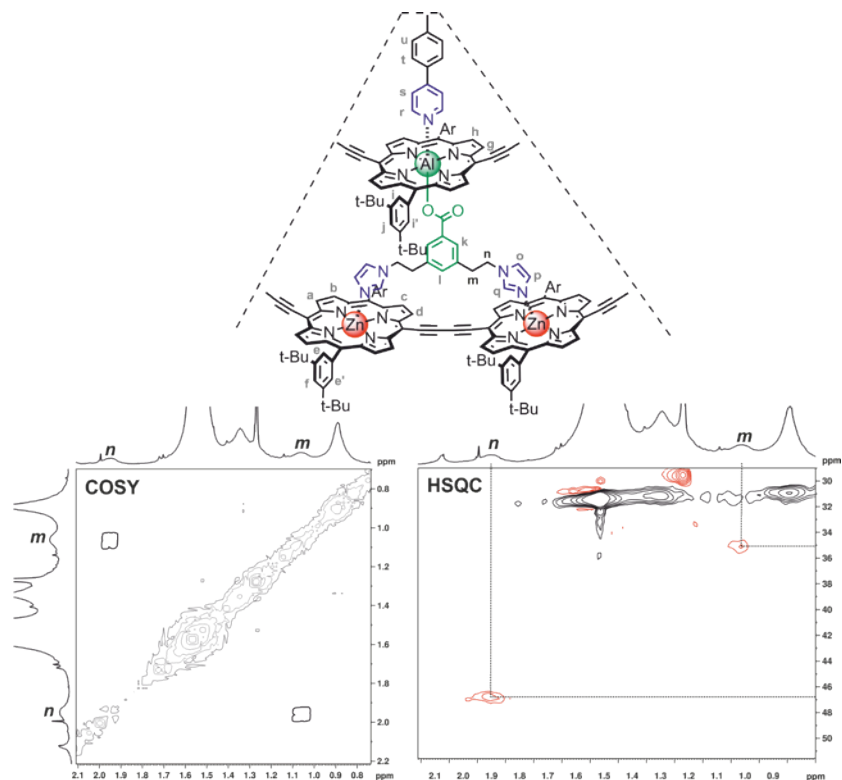 u
t
s
r
N
Ar
h
g
N
N
Al
N
N
t-Bu
i
j
i'
O
O
t-Bu
k
n
o
N
N
l
m
N
p
N
Ar
q
N
Ar
a
b
c
d
N
N
Zn
N
N
N
N
Zn
N
N
t-Bu
e
f
e'
t-Bu
t-Bu
t-Bu
n
m
ppm
COSY
m
n
0.8
1.0
1.2
1.4
1.6
1.8
2.0
2.2
2.1 2.0 1.9 1.8 1.7 1.6 1.5 1.4 1.3 1.2 1.1 1.0 0.9 0.8 ppm
n
m
ppm
HSQC
30
32
34
36
38
40
42
44
46
48
50
2.1 2.0 1.9 1.8 1.7 1.6 1.5 1.4 1.3 1.2 1.1 1.0 0.9 ppm